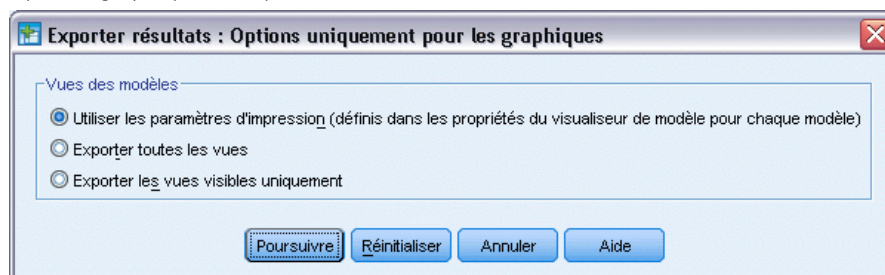 Exporter résultats : Options uniquement pour les graphiques
Vues des modèles
Utiliser les paramètres d'impression (définis dans les propriétés du visualiseur de modèle pour chaque modèle)
Exporter toutes les vues
Exporter les vues visibles uniquement
Poursuivre Réinitialiser Annuler Aide